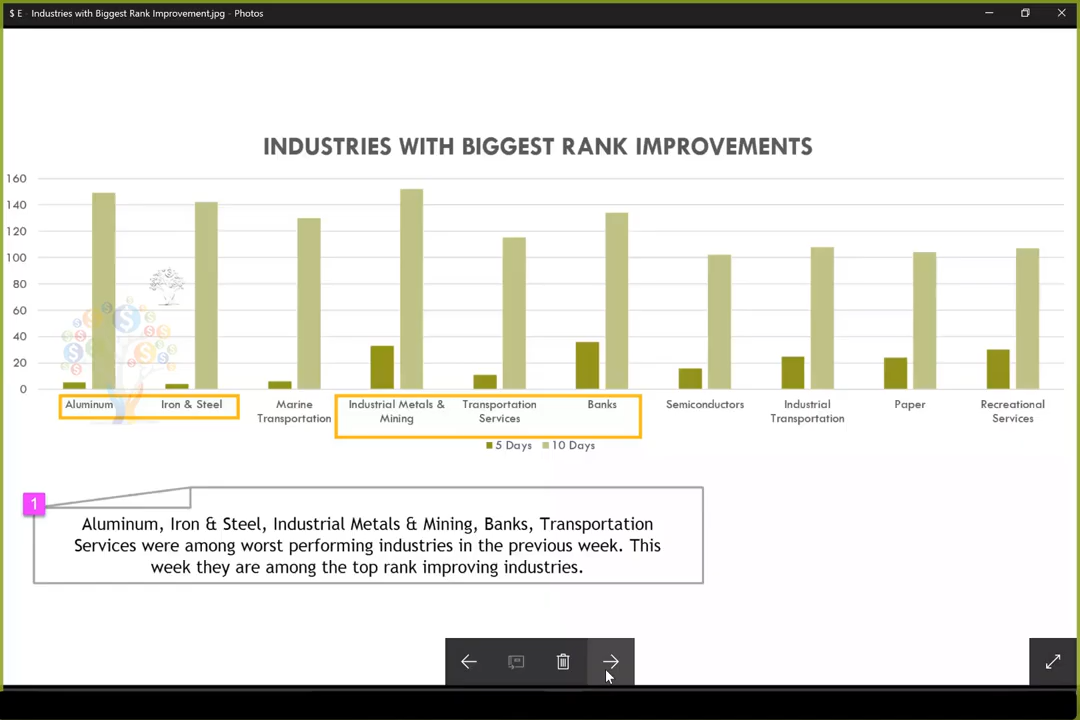 $ E - Industries with Biggest Rank Improvement.jpg - Photos
INDUSTRIES WITH BIGGEST RANK IMPROVEMENTS
160
140
120
100
80
60
40
20
0
Aluminum
Iron & Steel
Marine
Transportation
Industrial Metals &
Mining
Transportation
Services
Banks
Semiconductors
Industrial
Transportation
Paper
Recreational
Services
5 Days
10 Days
1
Aluminum, Iron & Steel, Industrial Metals & Mining, Banks, Transportation
Services were among worst performing industries in the previous week. This
week they are among the top rank improving industries.